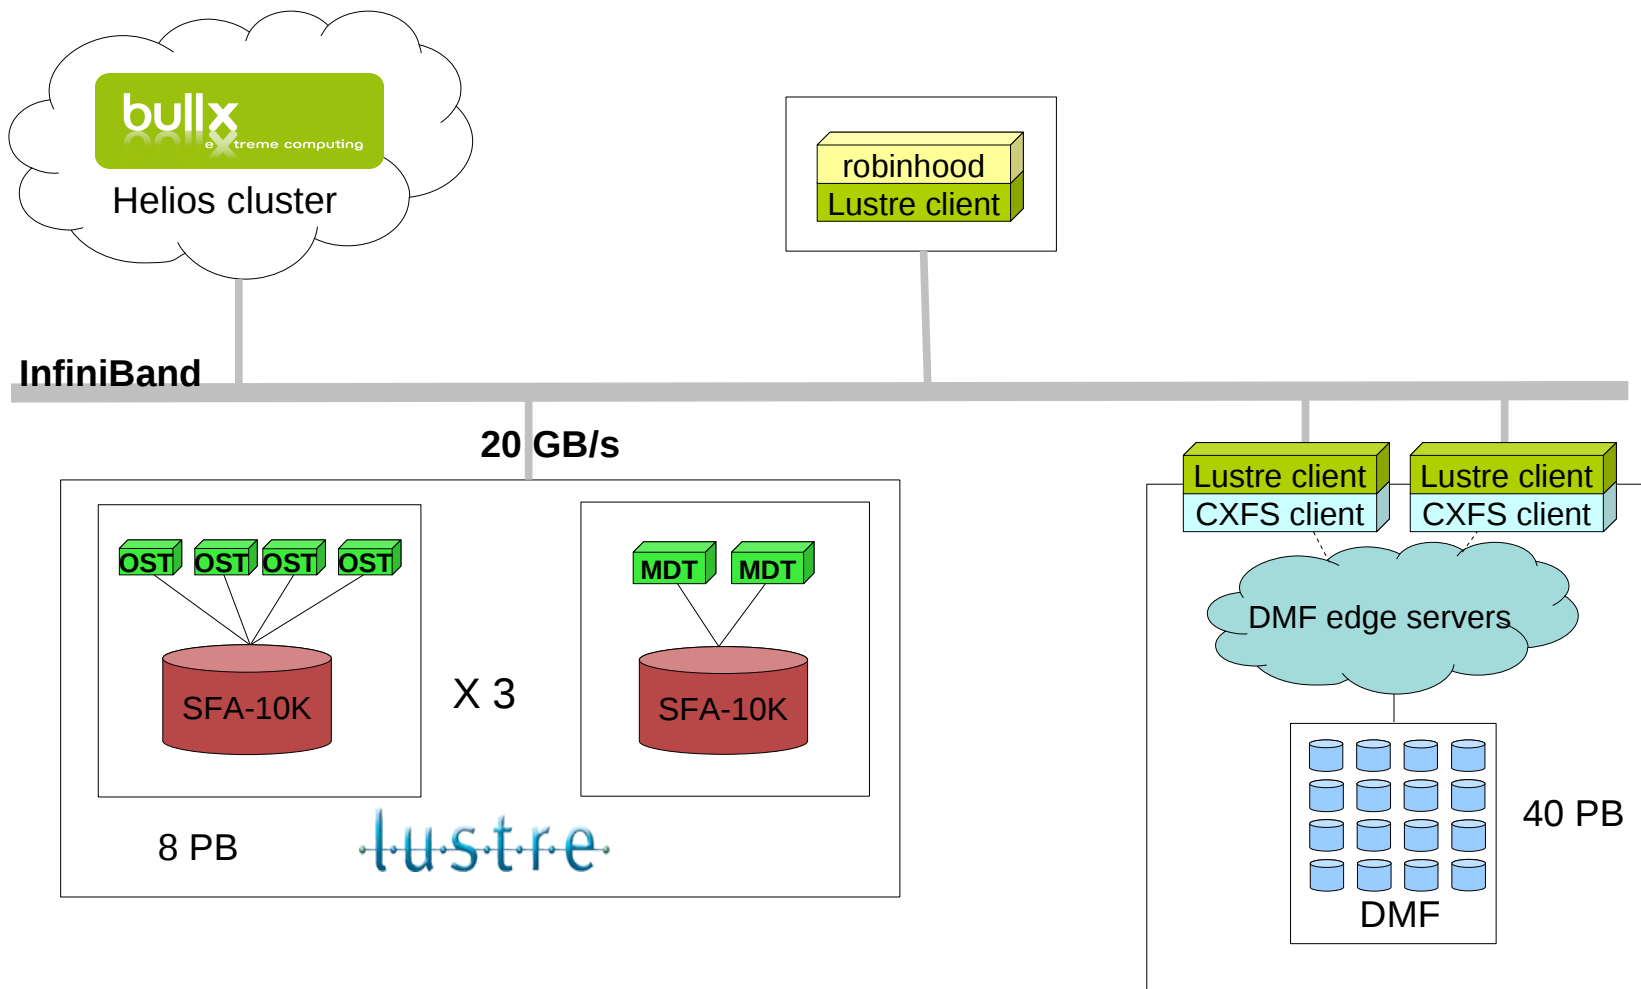 bullx
extreme computing
Helios cluster
robinhood
Lustre client
InfiniBand
20 GB/s
OST OST OST OST
SFA-10K
X 3
MDT MDT
SFA-10K
8 PB
lustre
Lustre client
CXFS client
Lustre client
CXFS client
DMF edge servers
40 PB
DMF